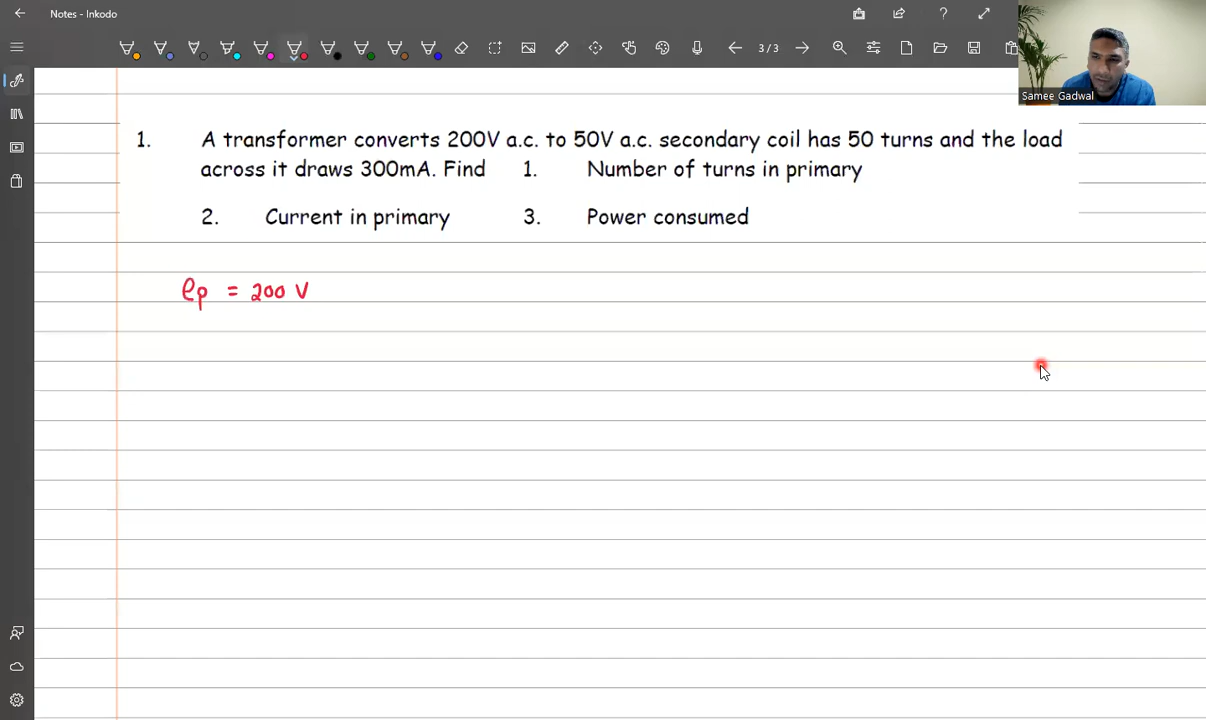 Notes - Inkodo
3/3
Samee Gadwal
1. A transformer converts 200V a.c. to 50V a.c. secondary coil has 50 turns and the load
across it draws 300mA. Find 1. Number of turns in primary
2. Current in primary 3. Power consumed
ep = 200 V